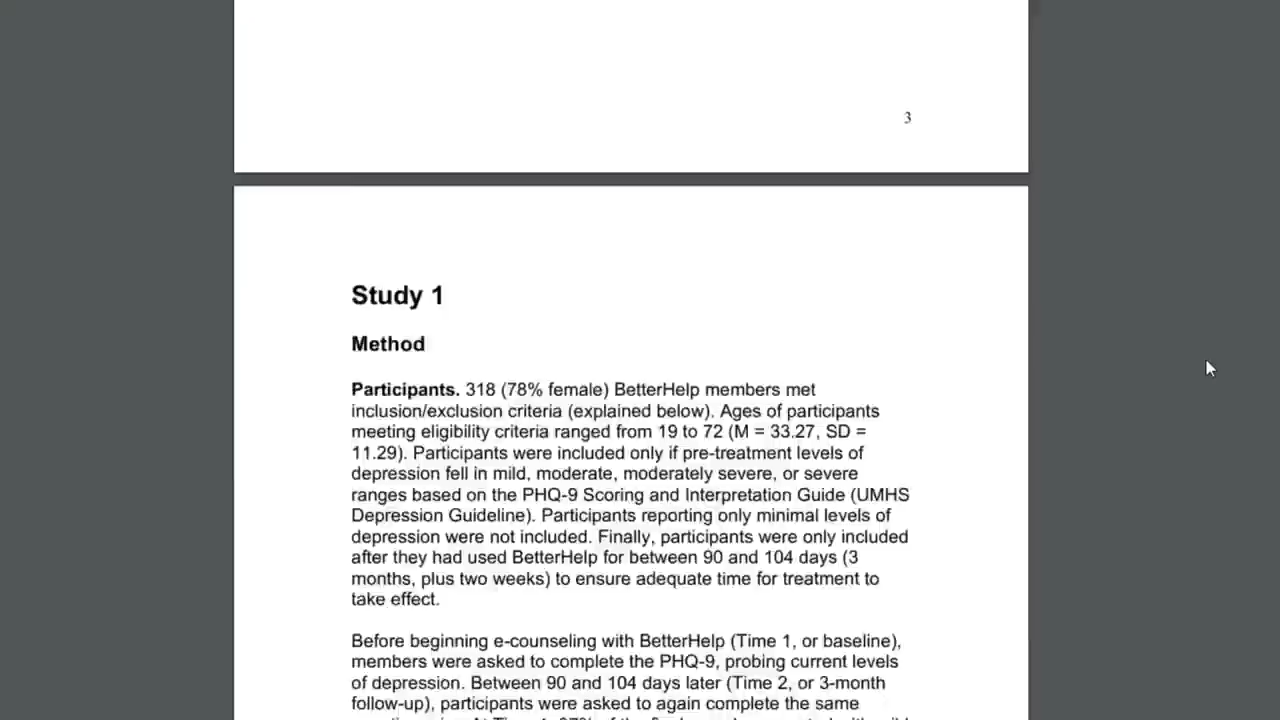 3
Study 1
Method
Participants. 318 (78% female) BetterHelp members met
inclusion/exclusion criteria (explained below). Ages of participants
meeting eligibility criteria ranged from 19 to 72 (M = 33.27, SD =
11.29). Participants were included only if pre-treatment levels of
depression fell in mild, moderate, moderately severe, or severe
ranges based on the PHQ-9 Scoring and Interpretation Guide (UMHS
Depression Guideline). Participants reporting only minimal levels of
depression were not included. Finally, participants were only included
after they had used BetterHelp for between 90 and 104 days (3
months, plus two weeks) to ensure adequate time for treatment to
take effect.
Before beginning e-counseling with BetterHelp (Time 1, or baseline),
members were asked to complete the PHQ-9, probing current levels
of depression. Between 90 and 104 days later (Time 2, or 3-month
follow-up), participants were asked to again complete the same